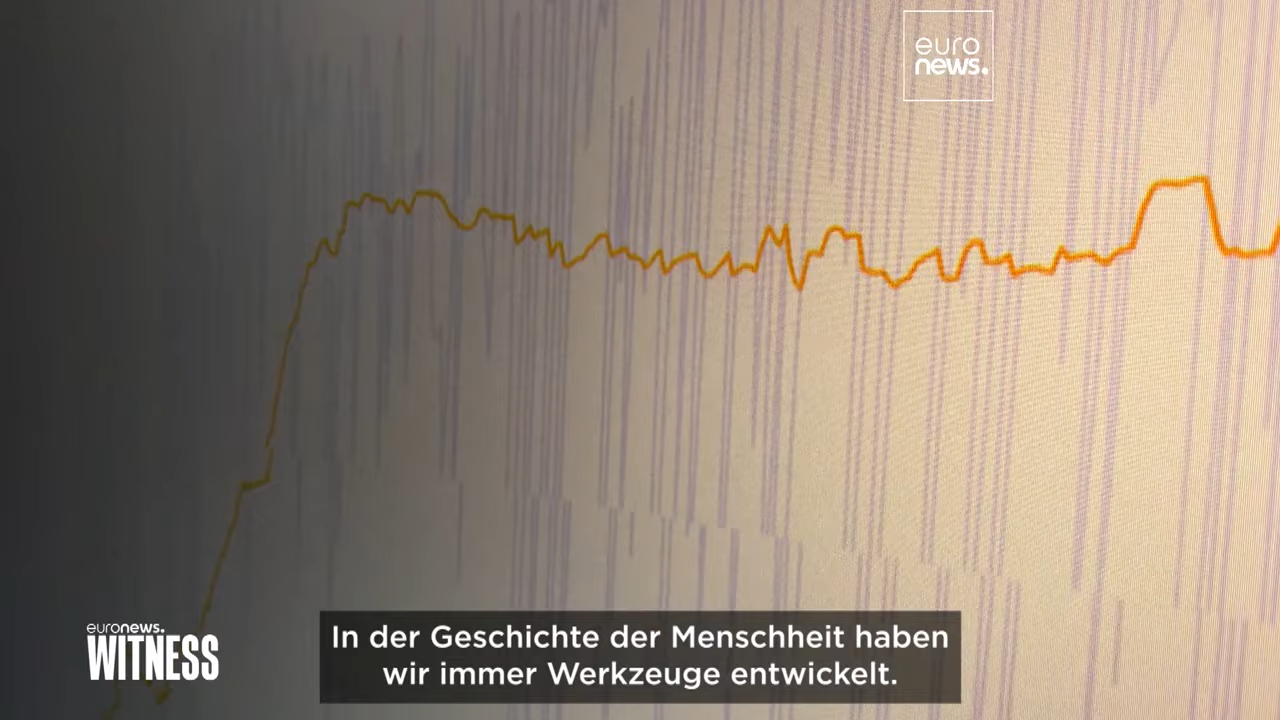 euro
news.
euronews.
WITNESS
In der Geschichte der Menschheit haben
wir immer Werkzeuge entwickelt.